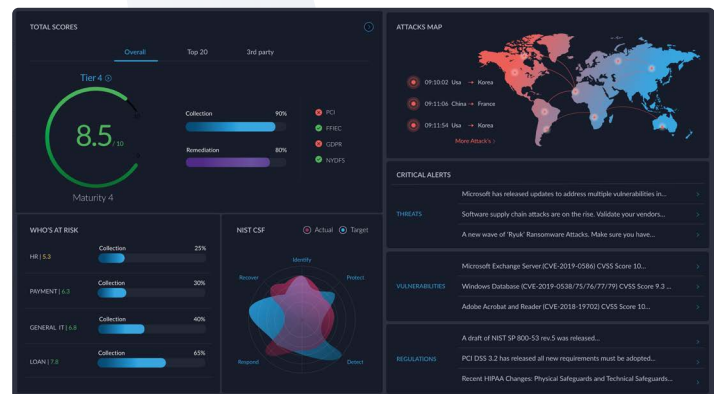 TOTAL SCORES
Overall
Top 20
3rd party
Tier 4
8.5 / 10
Maturity 4
Collection 90%
Remediation 80%
PCI
FFIEC
GDPR
NYDFS
WHO'S AT RISK
Collection 25%
HR | 5.3
Collection 30%
PAYMENT | 6.3
Collection 40%
GENERAL IT | 6.8
Collection 65%
LOAN | 7.8
NIST CSF
Actual
Target
Identify
Recover
Protect
Respond
Detect
ATTACKS MAP
09:10:02 Usa → Korea
09:11:06 China → France
09:11:54 Usa → Korea
More Attack's >
CRITICAL ALERTS
THREATS
Microsoft has released updates to address multiple vulnerabilities in...
Software supply chain attacks are on the rise. Validate your vendors...
A new wave of 'Ryuk' Ransomware Attacks. Make sure you have...
VULNERABILITIES
Microsoft Exchange Server.(CVE-2019-0586) CVSS Score 10...
Windows Database (CVE-2019-0538/75/76/77/79) CVSS Score 9.3 ...
Adobe Acrobat and Reader (CVE-2018-19702) CVSS Score 10...
REGULATIONS
A draft of NIST SP 800-53 rev.5 was released...
PCI DSS 3.2 has released all new requirements must be adopted...
Recent HIPAA Changes: Physical Safeguards and Technical Safeguards...